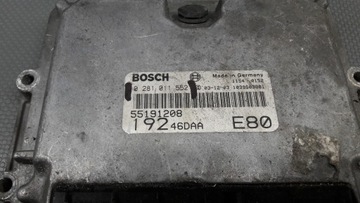 BOSCH
Made in Germany
0 281 011 552
55191208
192 46DAA E80